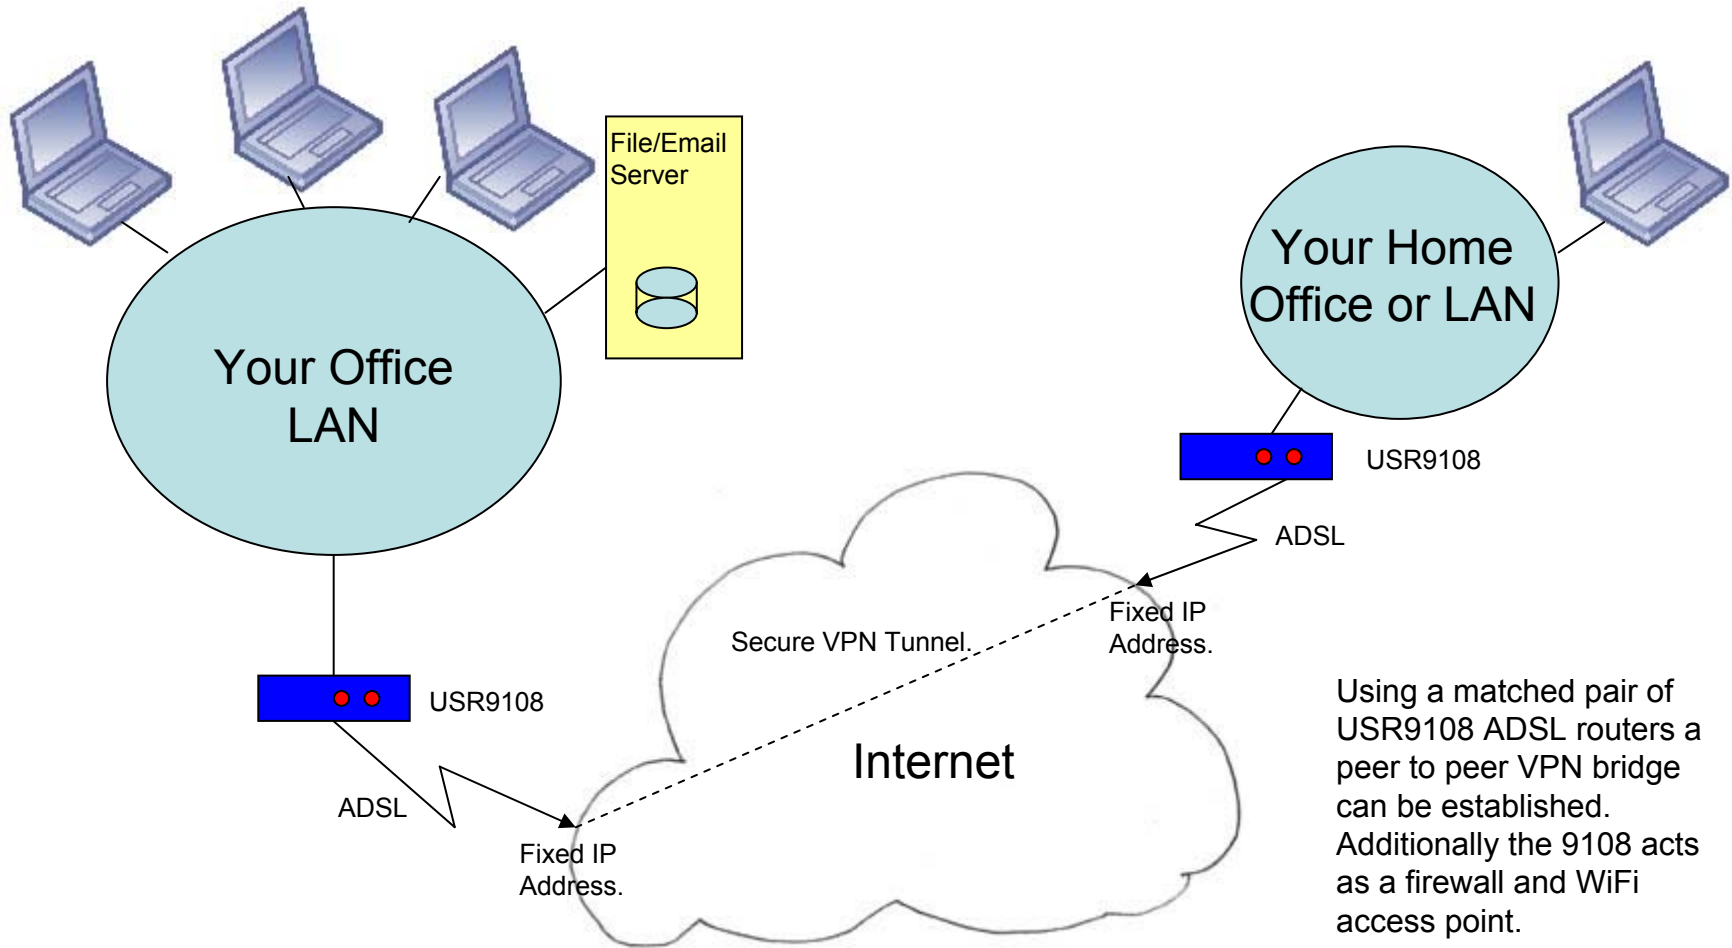 File/Email
Server
Your Home
Office or LAN
Your Office
LAN
USR9108
ADSL
Fixed IP
Address.
Secure VPN Tunnel.
USR9108
Internet
ADSL
Fixed IP
Address.
Using a matched pair of
USR9108 ADSL routers a
peer to peer VPN bridge
can be established.
Additionally the 9108 acts
as a firewall and WiFi
access point.